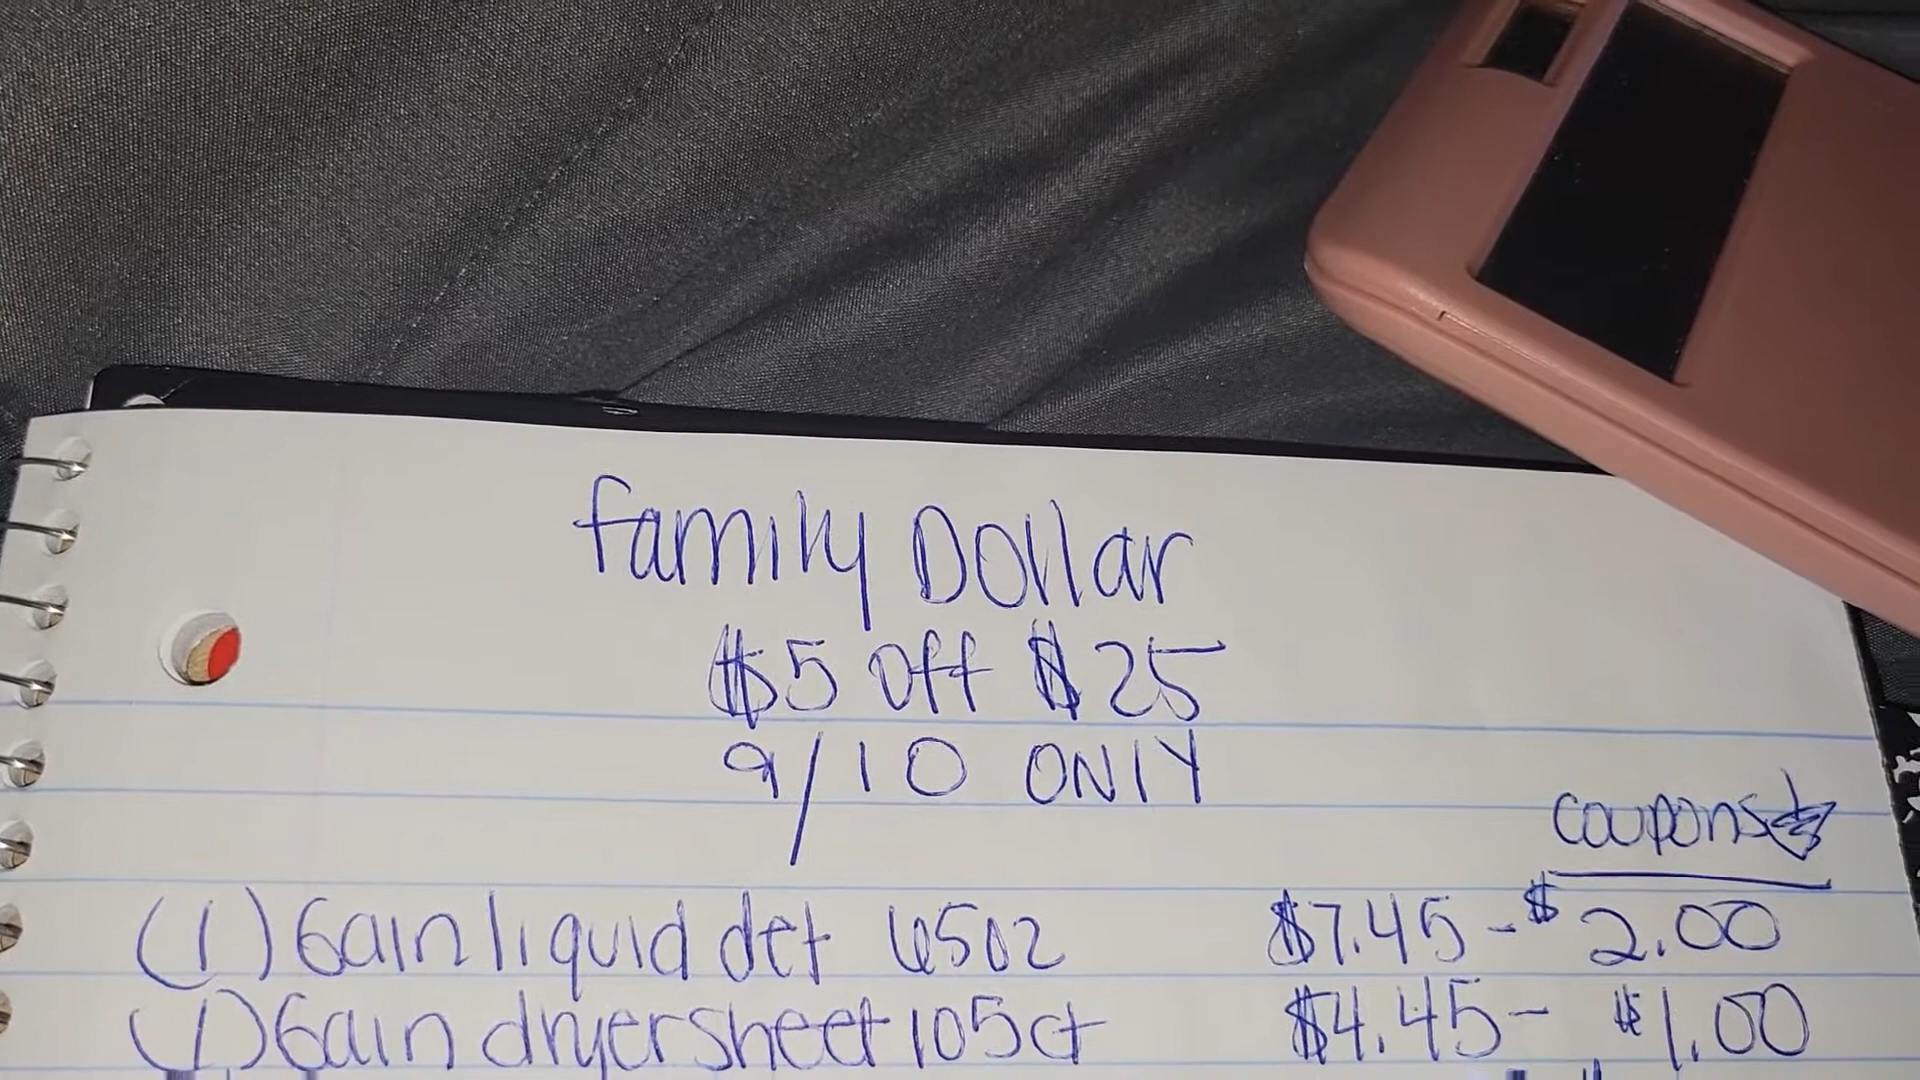 Family Dollar
$5 off $25
9/10 ONLY
coupons
(1) Gain liquid det 65oz $7.45 - $2.00
(1) Gain dryer sheet 105ct $4.45 - $1.00